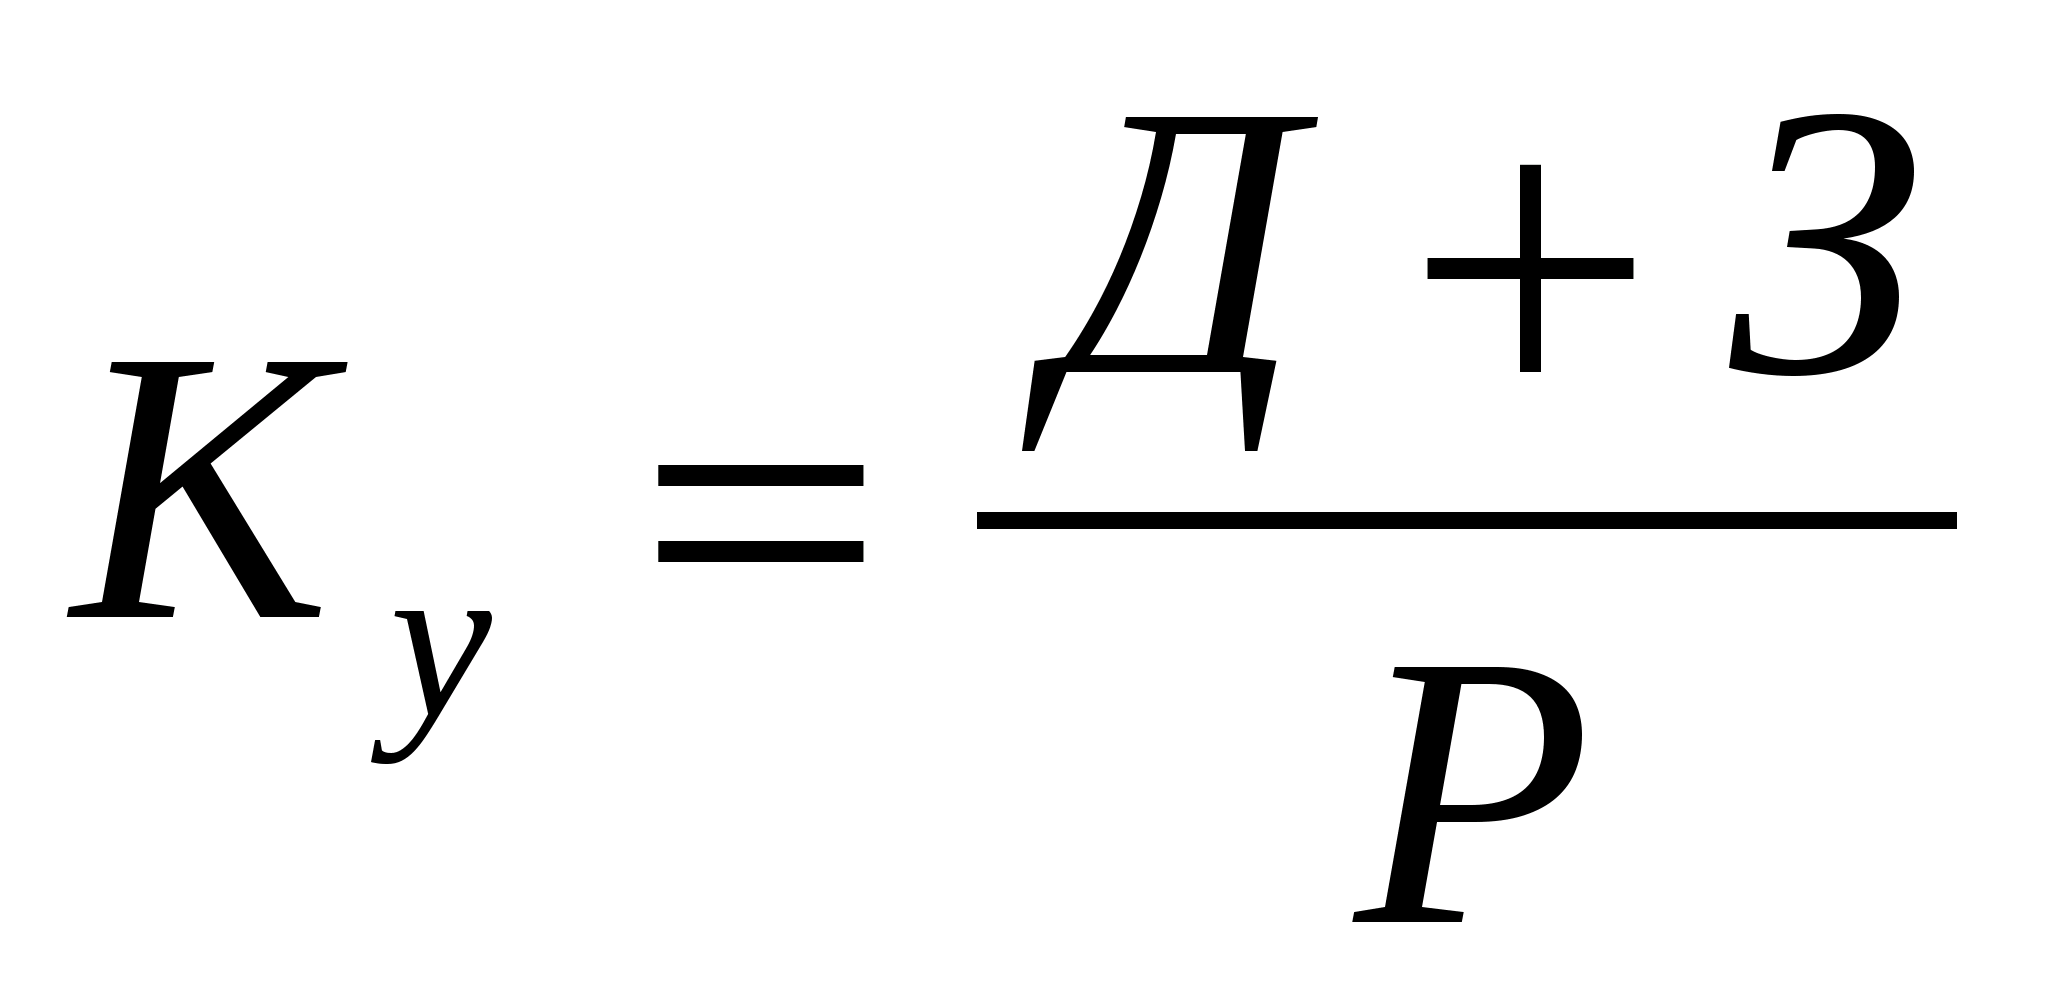 Kу = (Д + З) / Р